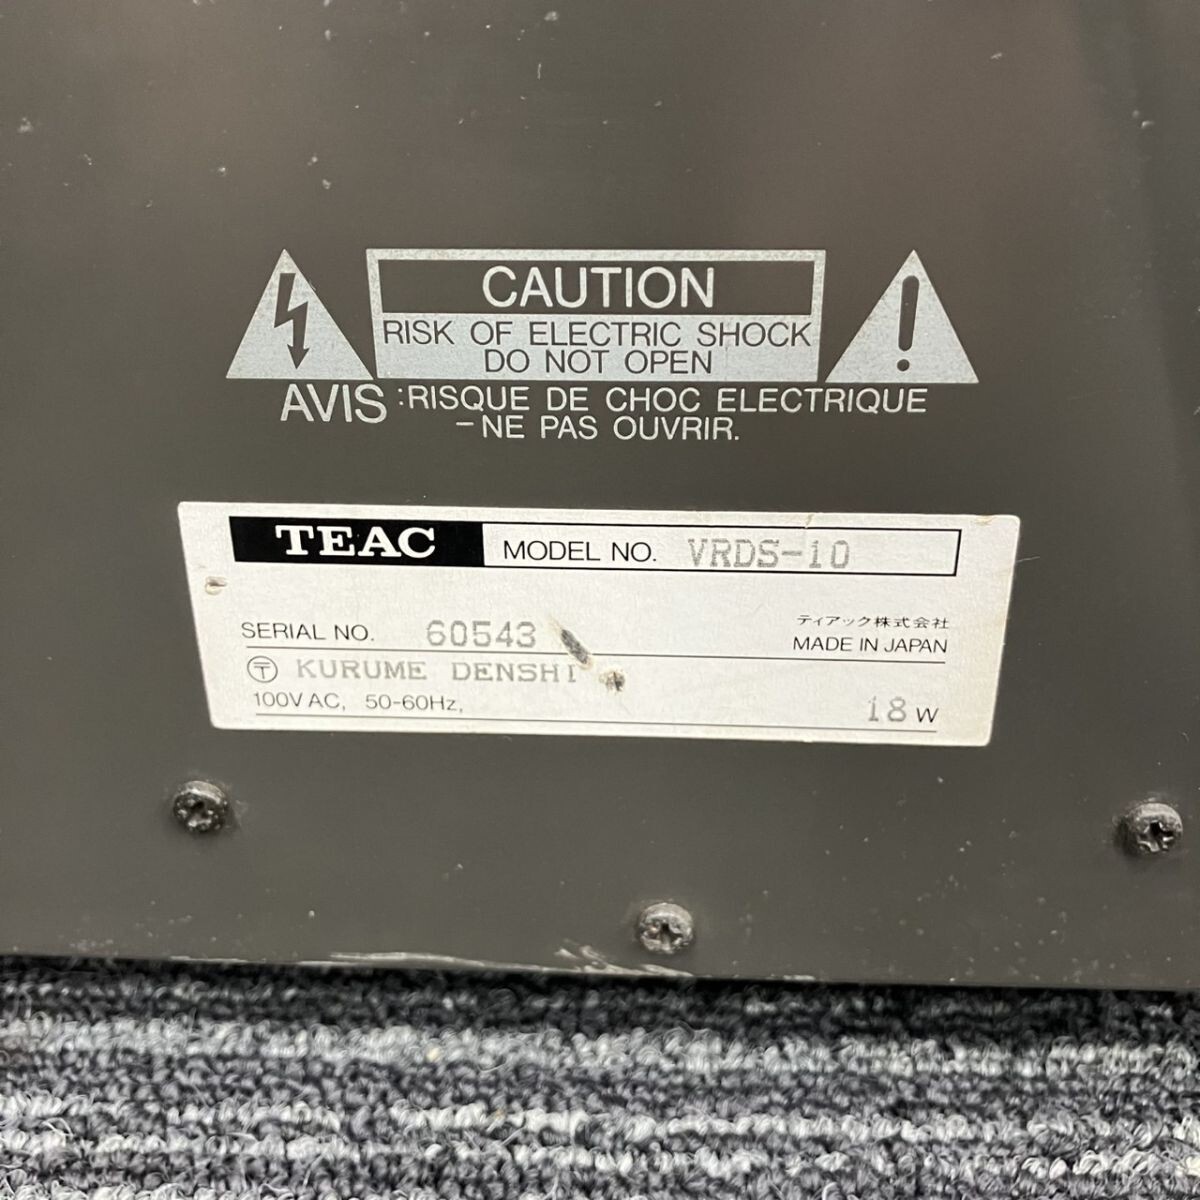 CAUTION
RISK OF ELECTRIC SHOCK
DO NOT OPEN
AVIS :RISQUE DE CHOC ELECTRIQUE
-NE PAS OUVRIR.
TEAC MODEL NO. VRDS-10
ティアック株式会社
SERIAL NO. 60543 MADE IN JAPAN
〶 KURUME DENSHI
100V AC, 50-60Hz, 18 W